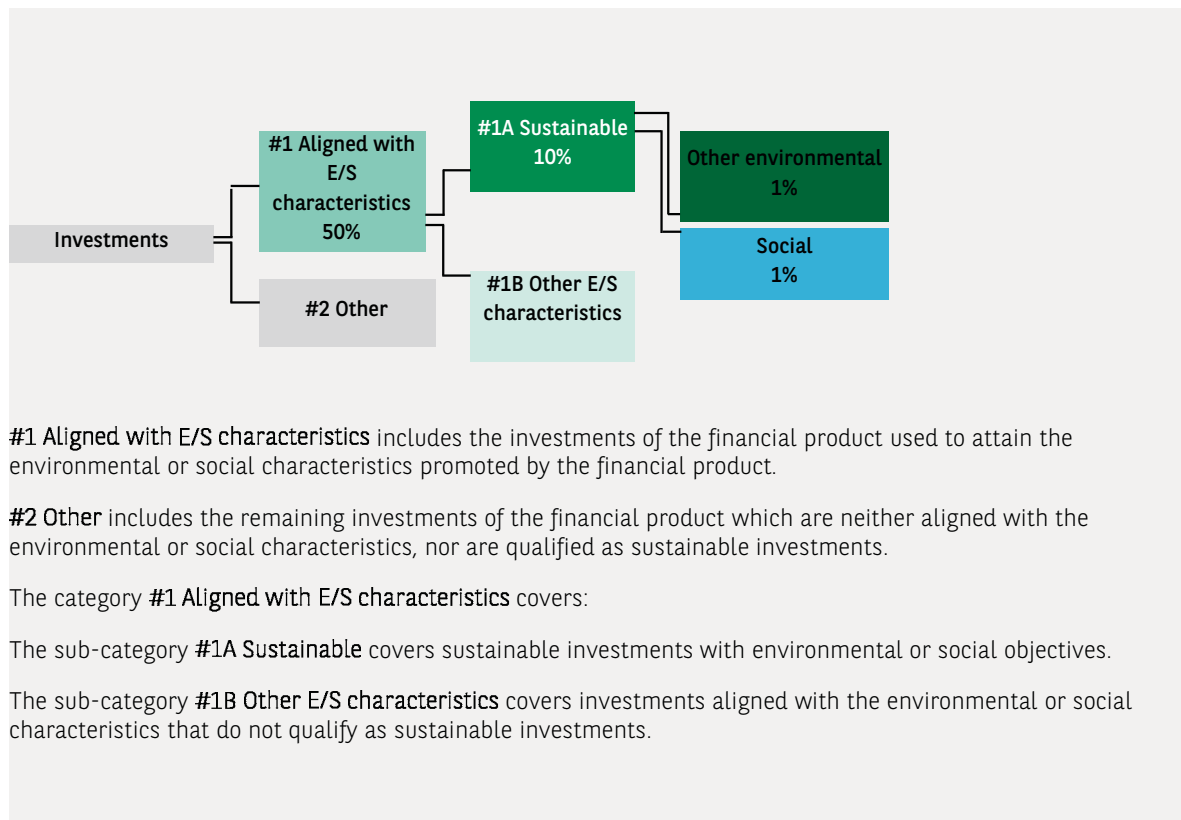 #1A Sustainable
10%
#1 Aligned with
E/S
characteristics
50%
Other environmental
1%
Investments
Social
1%
#2 Other
#1B Other E/S
characteristics
#1 Aligned with E/S characteristics includes the investments of the financial product used to attain the
environmental or social characteristics promoted by the financial product.
#2 Other includes the remaining investments of the financial product which are neither aligned with the
environmental or social characteristics, nor are qualified as sustainable investments.
The category #1 Aligned with E/S characteristics covers:
The sub-category #1A Sustainable covers sustainable investments with environmental or social objectives.
The sub-category #1B Other E/S characteristics covers investments aligned with the environmental or social
characteristics that do not qualify as sustainable investments.